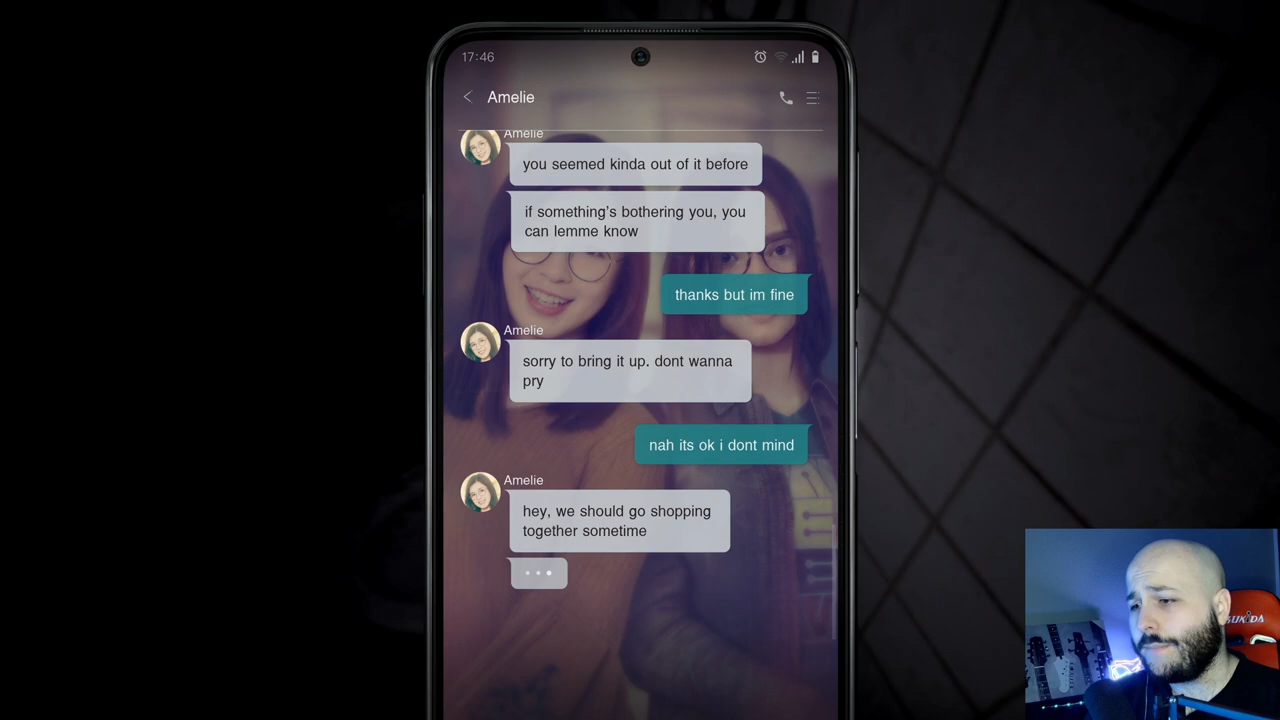 17:46
Amelie
Amelie
you seemed kinda out of it before
if something's bothering you, you
can lemme know
thanks but im fine
Amelie
sorry to bring it up. dont wanna
pry
nah its ok i dont mind
Amelie
hey, we should go shopping
together sometime